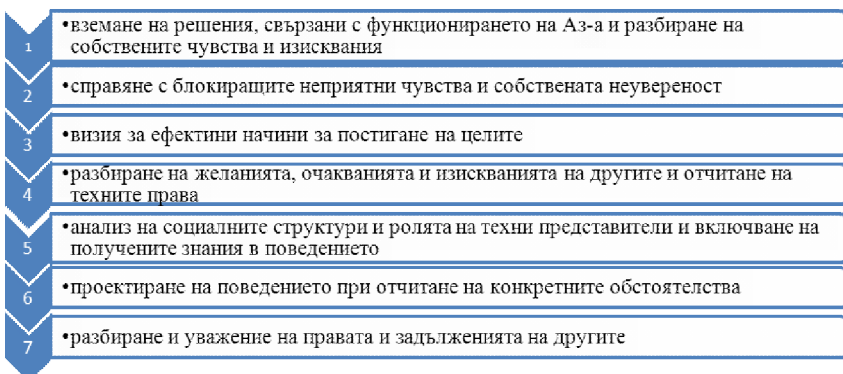 1
•вземане на решения, свързани с функционирането на Аз-а и разбиране на
собствените чувства и изисквания
2
•справяне с блокиращите неприятни чувства и собствената неувереност
3
•визия за ефектини начини за постигане на целите
4
•разбиране на желанията, очакванията и изискванията на другите и отчитане на
техните права
5
•анализ на социалните структури и ролята на техни представители и включване на
получените знания в поведението
6
•проектиране на поведението при отчитане на конкретните обстоятелства
7
•разбиране и уважение на правата и задълженията на другите